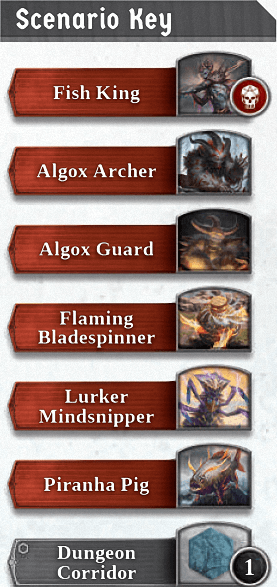 Scenario Key
Fish King
Algox Archer
Algox Guard
Flaming
Bladespinner
Lurker
Mindsnipper
Piranha Pig
Dungeon
Corridor
1